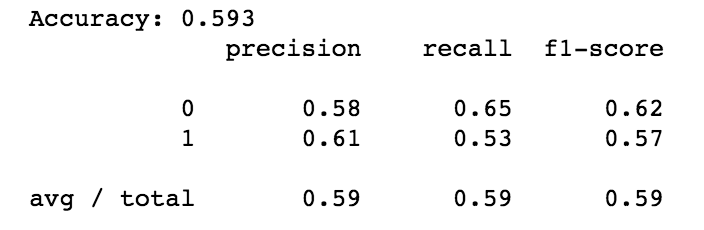 Accuracy: 0.593
precision recall f1-score
0 0.58 0.65 0.62
1 0.61 0.53 0.57
avg / total 0.59 0.59 0.59